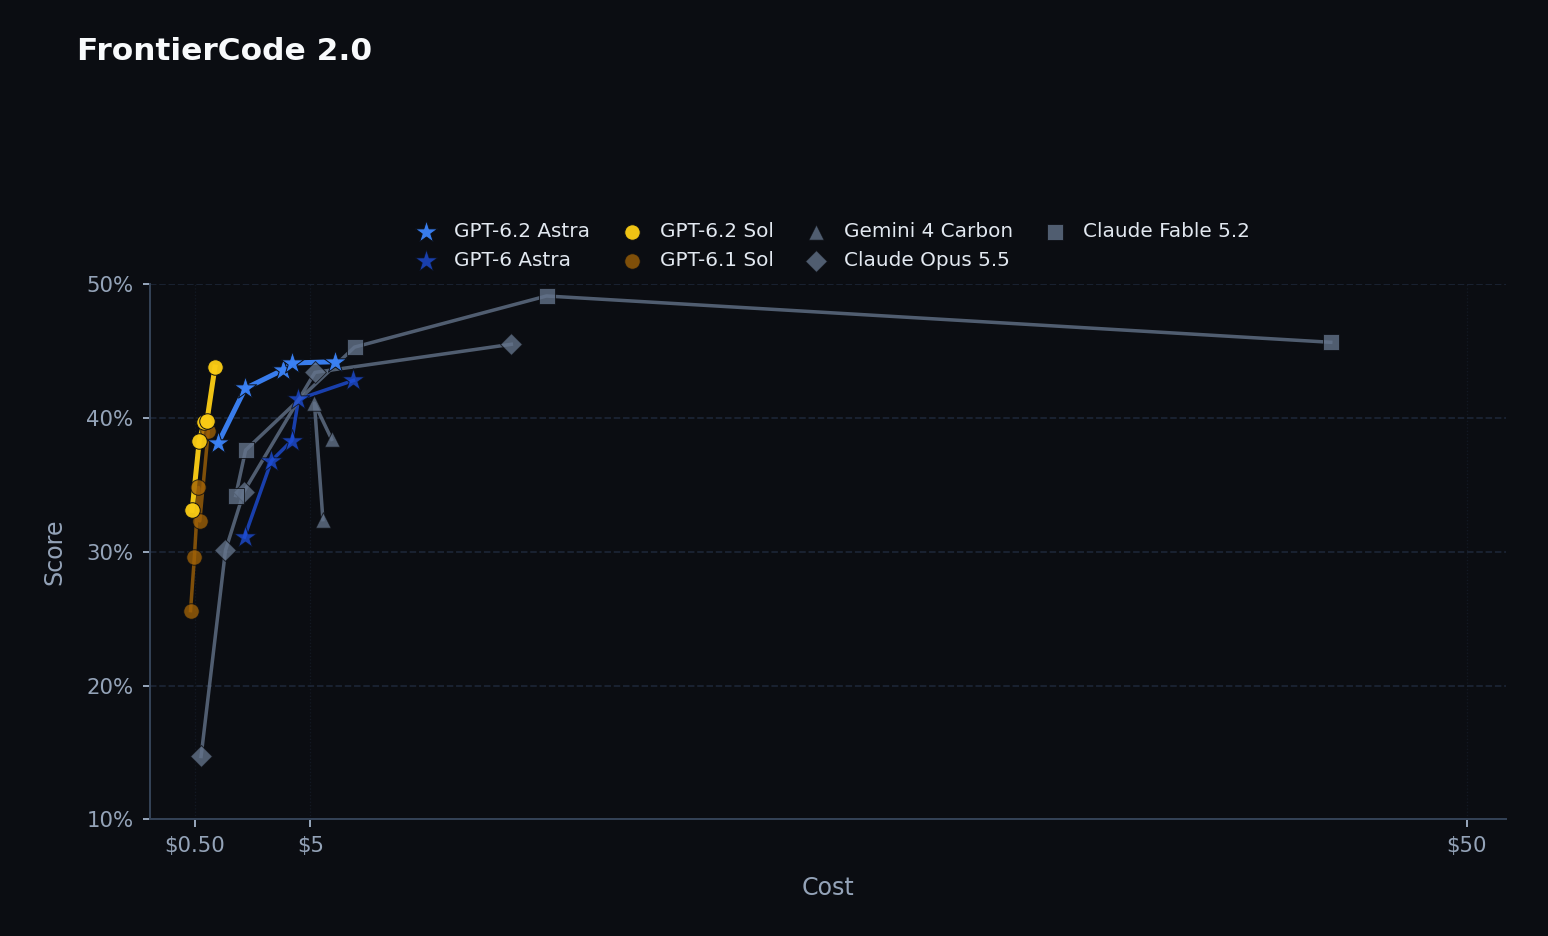 FrontierCode 2.0
GPT-6.2 Astra
GPT-6.2 Sol
Gemini 4 Carbon
Claude Fable 5.2
GPT-6 Astra
GPT-6.1 Sol
Claude Opus 5.5
50%
40%
30%
20%
10%
Score
$0.50
$5
$50
Cost